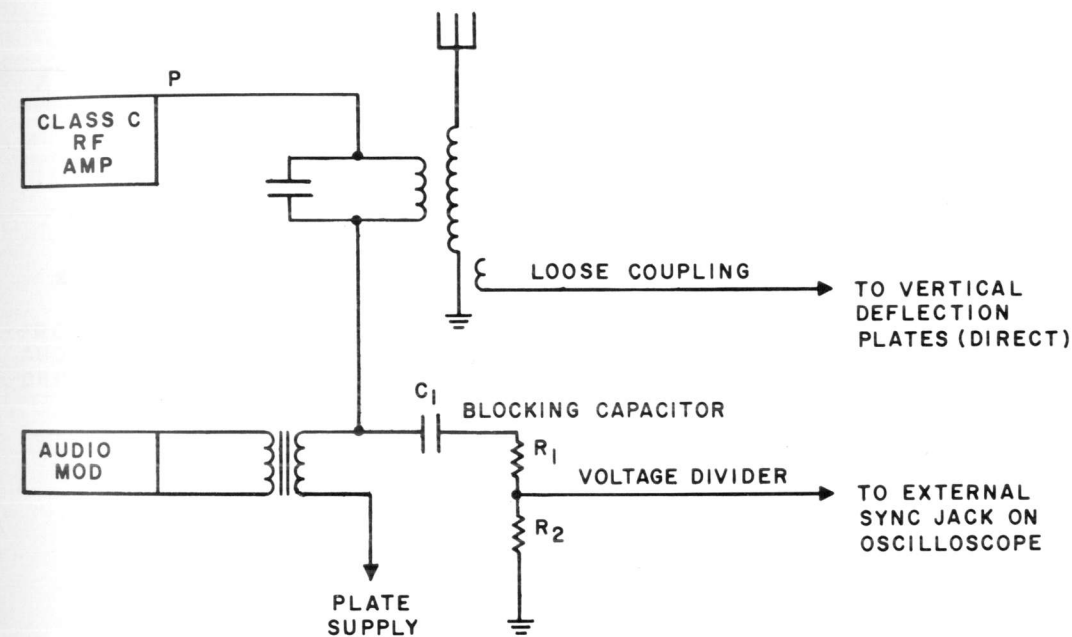 P
CLASS C
RF
AMP
LOOSE COUPLING
TO VERTICAL
DEFLECTION
PLATES (DIRECT)
C1
BLOCKING CAPACITOR
AUDIO
MOD
R1
VOLTAGE DIVIDER
R2
TO EXTERNAL
SYNC JACK ON
OSCILLOSCOPE
PLATE
SUPPLY